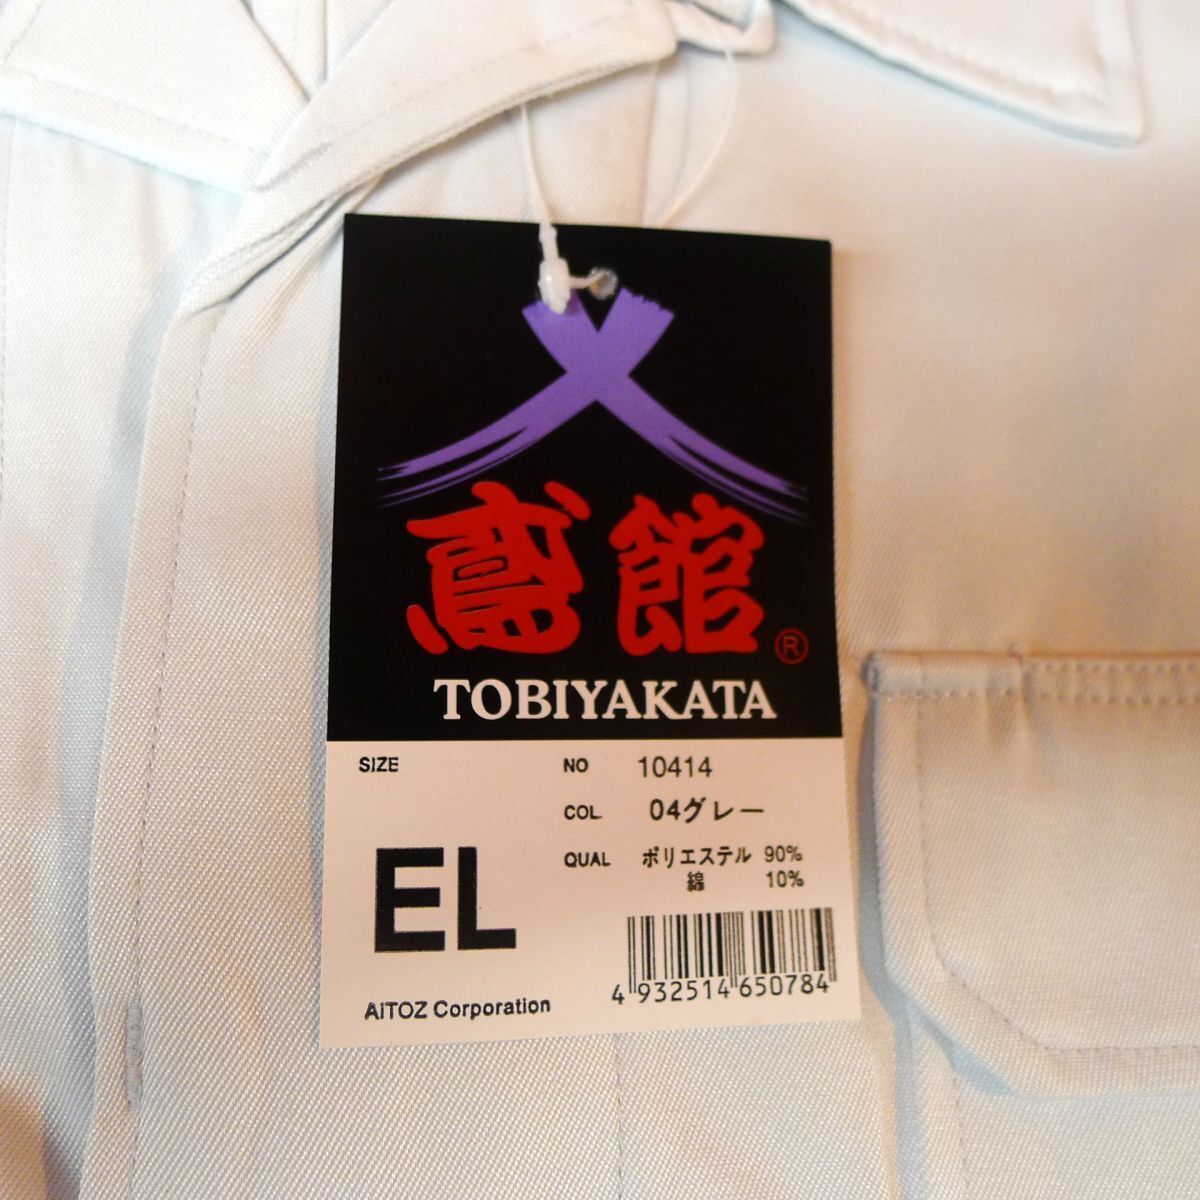 鳶館®
TOBIYAKATA
SIZE
EL
NO 10414
COL. 04グレー
QUAL ポリエステル 90%
綿 10%
4 932514 650784
AiTOZ Corporation